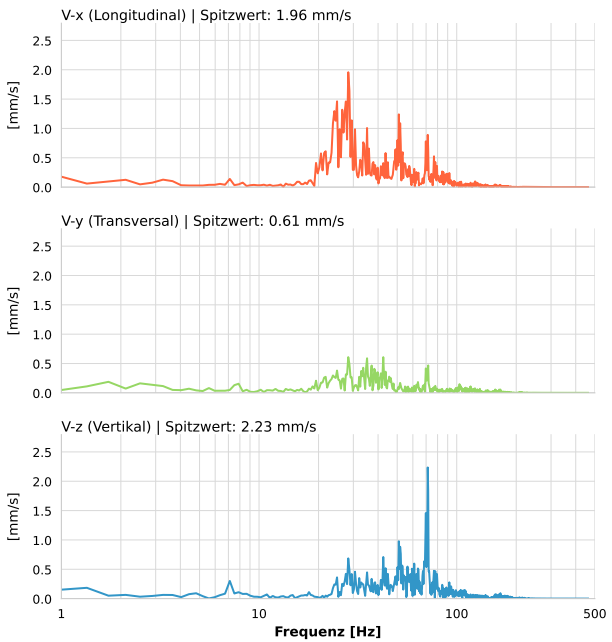 V-x (Longitudinal) | Spitzwert: 1.96 mm/s
2.5
2.0
1.5
1.0
0.5
0.0
[mm/s]
V-y (Transversal) | Spitzwert: 0.61 mm/s
2.5
2.0
1.5
1.0
0.5
0.0
[mm/s]
V-z (Vertikal) | Spitzwert: 2.23 mm/s
2.5
2.0
1.5
1.0
0.5
0.0
[mm/s]
1 10 100 500
Frequenz [Hz]